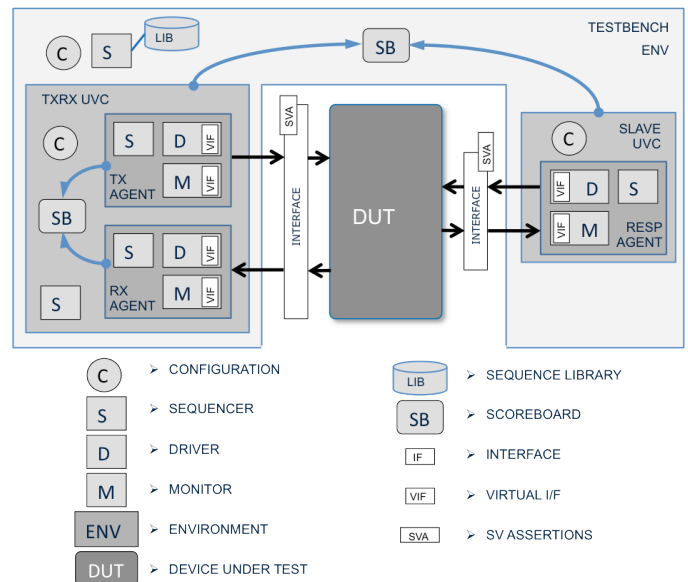 TESTBENCH
ENV
C
S
LIB
SB
TXRX UVC
C
S
D
VIF
M
VIF
TX
AGENT
SB
S
D
VIF
M
VIF
RX
AGENT
S
SVA
INTERFACE
DUT
SVA
INTERFACE
C
SLAVE
UVC
VIF
D
S
VIF
M
RESP
AGENT
C
➢ CONFIGURATION
S
➢ SEQUENCER
D
➢ DRIVER
M
➢ MONITOR
ENV
➢ ENVIRONMENT
DUT
➢ DEVICE UNDER TEST
LIB
➢ SEQUENCE LIBRARY
SB
➢ SCOREBOARD
IF
➢ INTERFACE
VIF
➢ VIRTUAL I/F
SVA
➢ SV ASSERTIONS